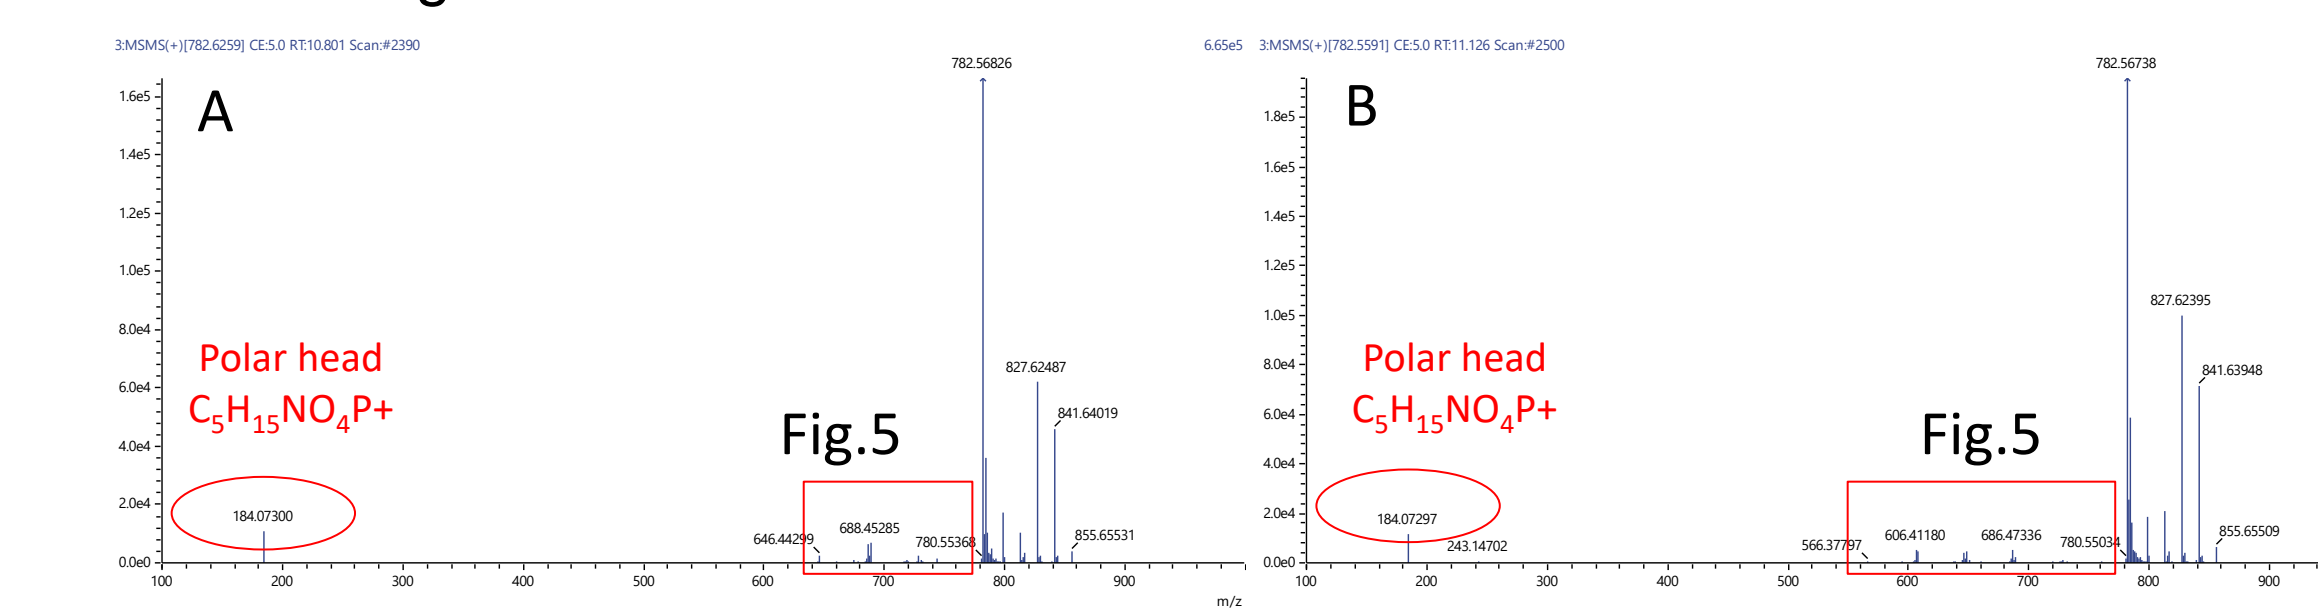 g
3:MSMS(+)[782.6259] CE:5.0 RT:10.801 Scan:#2390
6.65e5
782.56826
1.6e5
A
1.4e5
1.2e5
1.0e5
8.0e4
Polar head
C5H15NO4P+
827.62487
6.0e4
841.64019
Fig.5
4.0e4
2.0e4
184.07300
646.44299
688.45285
780.55368
855.65531
0.0e0
100 200 300 400 500 600 700 800 900
m/z
3:MSMS(+)[782.5591] CE:5.0 RT:11.126 Scan:#2500
782.56738
B
1.8e5
1.6e5
1.4e5
1.2e5
827.62395
1.0e5
8.0e4
Polar head
C5H15NO4P+
841.63948
6.0e4
Fig.5
4.0e4
2.0e4
184.07297
243.14702
566.37797
606.41180
686.47336
780.55034
855.65509
0.0e0
100 200 300 400 500 600 700 800 900